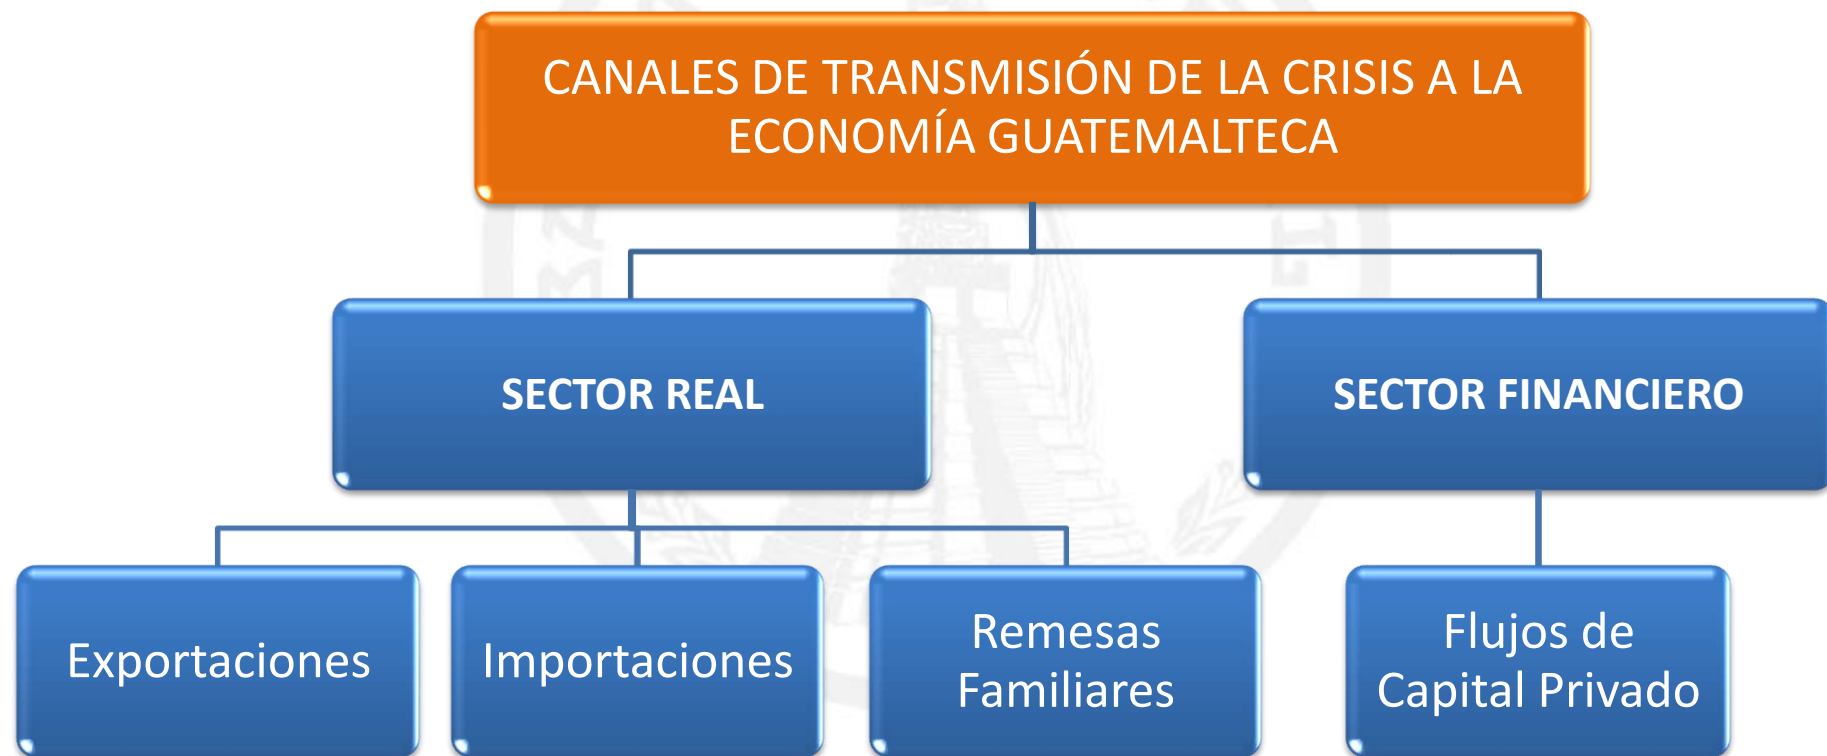 CANALES DE TRANSMISIÓN DE LA CRISIS A LA
ECONOMÍA GUATEMALTECA
SECTOR REAL
SECTOR FINANCIERO
Exportaciones
Importaciones
Remesas
Familiares
Flujos de
Capital Privado